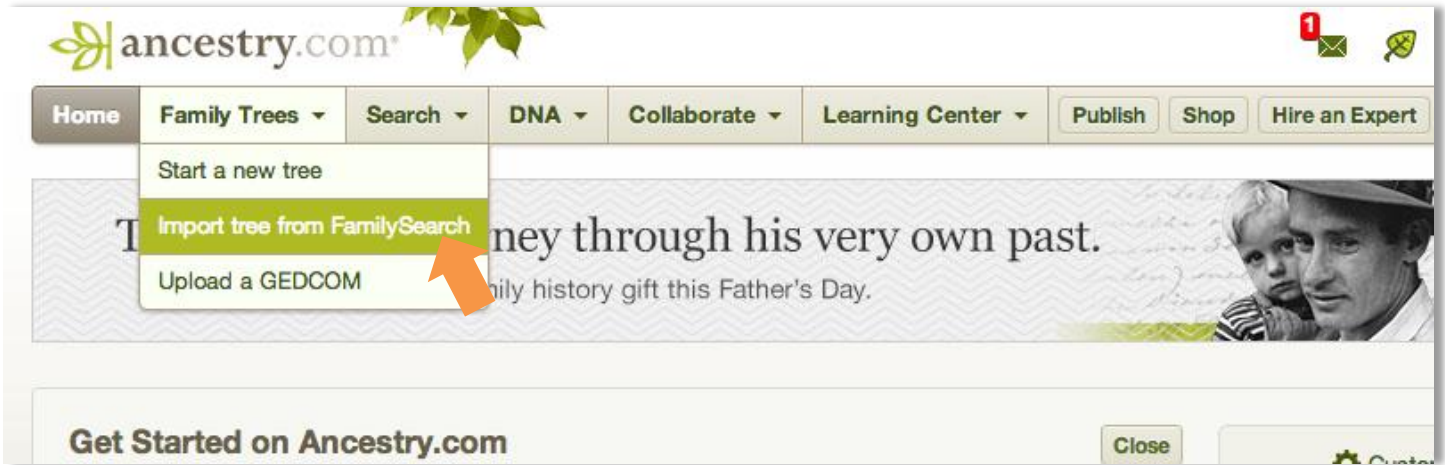 ancestry.com
1
Home Family Trees Search DNA Collaborate Learning Center Publish Shop Hire an Expert
Start a new tree
Import tree from FamilySearch
Upload a GEDCOM
T ney through his very own past.
ily history gift this Father's Day.
Get Started on Ancestry.com
Close